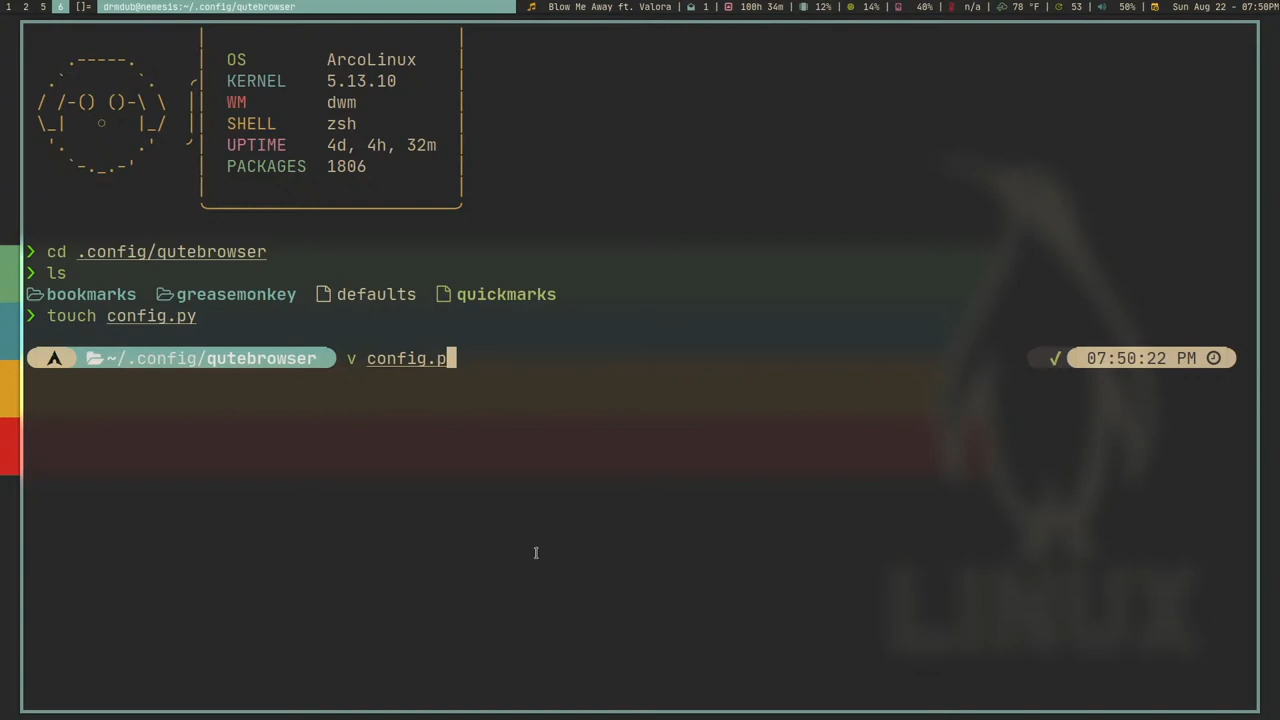 1 2 5 6 []= drmdub@nemesis:~/.config/qutebrowser Blow Me Away ft. Valora | 1 | 100h 34m | 12% | 14% | 40% | n/a | 78 °F | 53 | 50% | Sun Aug 22 - 07:50PM
OS ArcoLinux
KERNEL 5.13.10
WM dwm
SHELL zsh
UPTIME 4d, 4h, 32m
PACKAGES 1806
❯ cd .config/qutebrowser
❯ ls
bookmarks greasemonkey defaults quickmarks
❯ touch config.py
~/.config/qutebrowser v config.p ✓ 07:50:22 PM
LINUX